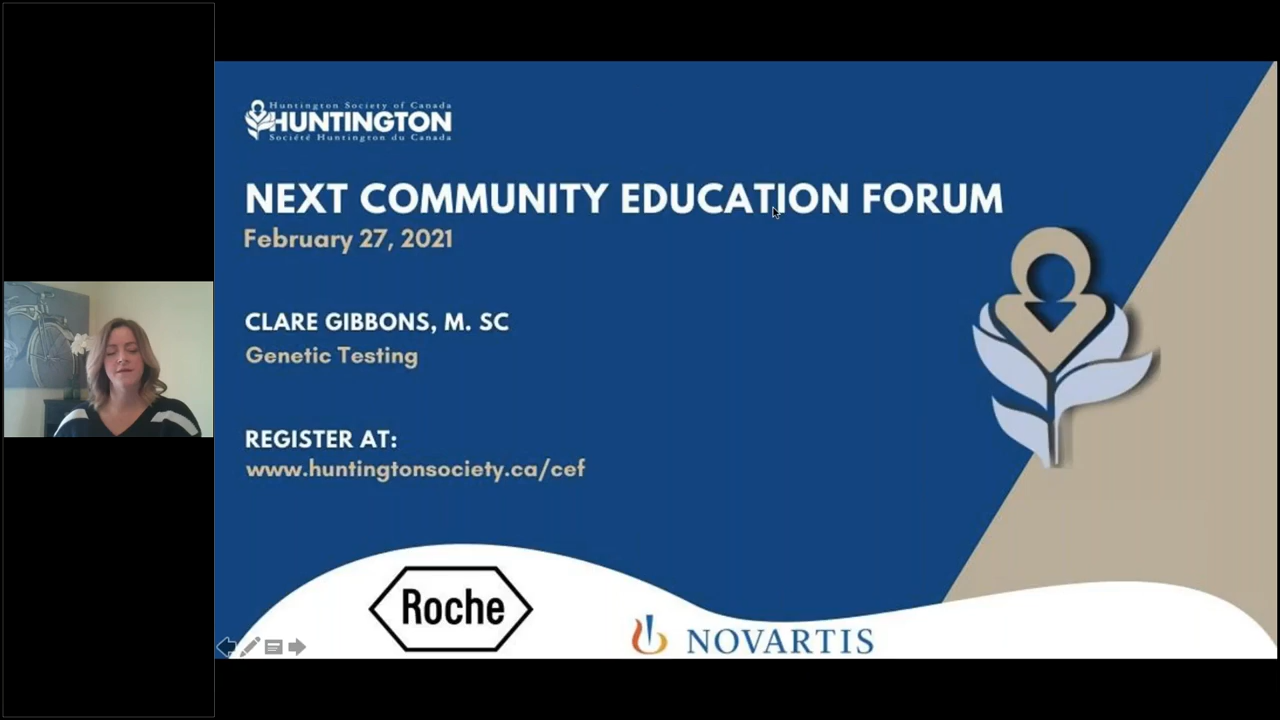 Huntington Society of Canada
HUNTINGTON
Société Huntington du Canada
NEXT COMMUNITY EDUCATION FORUM
February 27, 2021
CLARE GIBBONS, M. SC
Genetic Testing
REGISTER AT:
www.huntingtonsociety.ca/cef
Roche
NOVARTIS